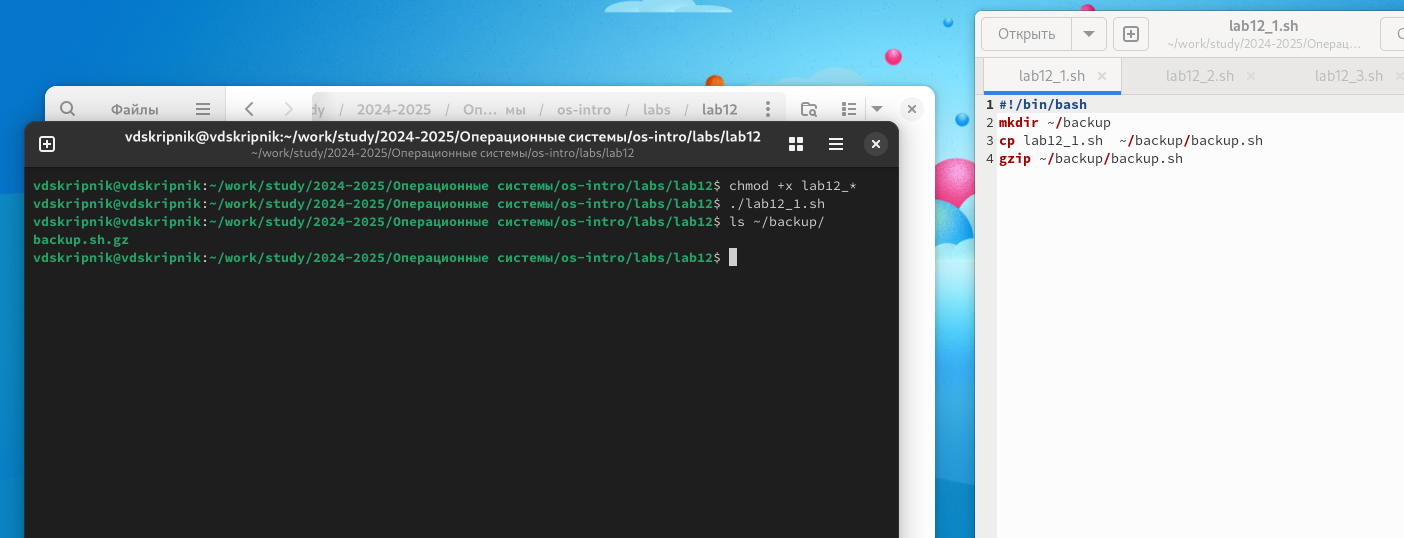 Файлы
dy / 2024-2025 / Оп… мы / os-intro / labs / lab12
vdskripnik@vdskripnik:~/work/study/2024-2025/Операционные системы/os-intro/labs/lab12
~/work/study/2024-2025/Операционные системы/os-intro/labs/lab12
vdskripnik@vdskripnik:~/work/study/2024-2025/Операционные системы/os-intro/labs/lab12$ chmod +x lab12_*
vdskripnik@vdskripnik:~/work/study/2024-2025/Операционные системы/os-intro/labs/lab12$ ./lab12_1.sh
vdskripnik@vdskripnik:~/work/study/2024-2025/Операционные системы/os-intro/labs/lab12$ ls ~/backup/
backup.sh.gz
vdskripnik@vdskripnik:~/work/study/2024-2025/Операционные системы/os-intro/labs/lab12$
Открыть
lab12_1.sh
~/work/study/2024-2025/Операц…
lab12_1.sh lab12_2.sh lab12_3.sh
1 #!/bin/bash
2 mkdir ~/backup
3 cp lab12_1.sh  ~/backup/backup.sh
4 gzip ~/backup/backup.sh